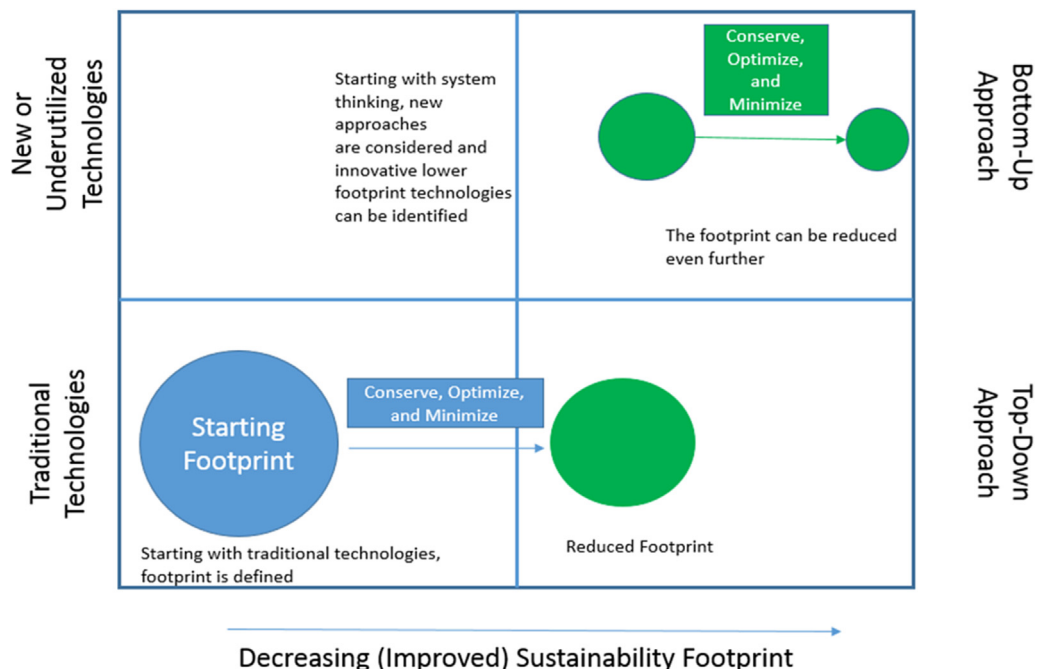 New or
Underutilized
Technologies
Starting with system
thinking, new
approaches
are considered and
innovative lower
footprint technologies
can be identified
Conserve,
Optimize,
and
Minimize
The footprint can be reduced
even further
Bottom-Up
Approach
Traditional
Technologies
Starting
Footprint
Conserve, Optimize,
and Minimize
Starting with traditional technologies,
footprint is defined
Reduced Footprint
Top-Down
Approach
Decreasing (Improved) Sustainability Footprint